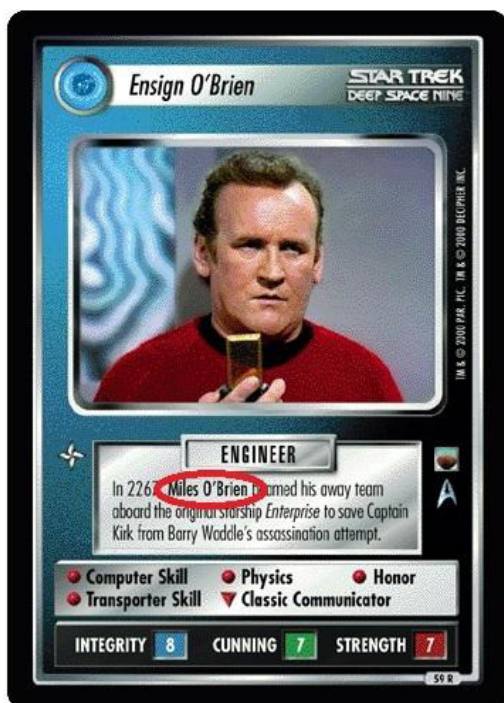 Ensign O'Brien
STAR TREK
DEEP SPACE NINE
TM & © 2000 PAR. PIC. TM & © 2000 DECIPHER INC.
ENGINEER
In 2267 Miles O'Brien beamed his away team
aboard the original starship Enterprise to save Captain
Kirk from Barry Waddle's assassination attempt.
Computer Skill Physics Honor
Transporter Skill Classic Communicator
INTEGRITY 8 CUNNING 7 STRENGTH 7
59 R